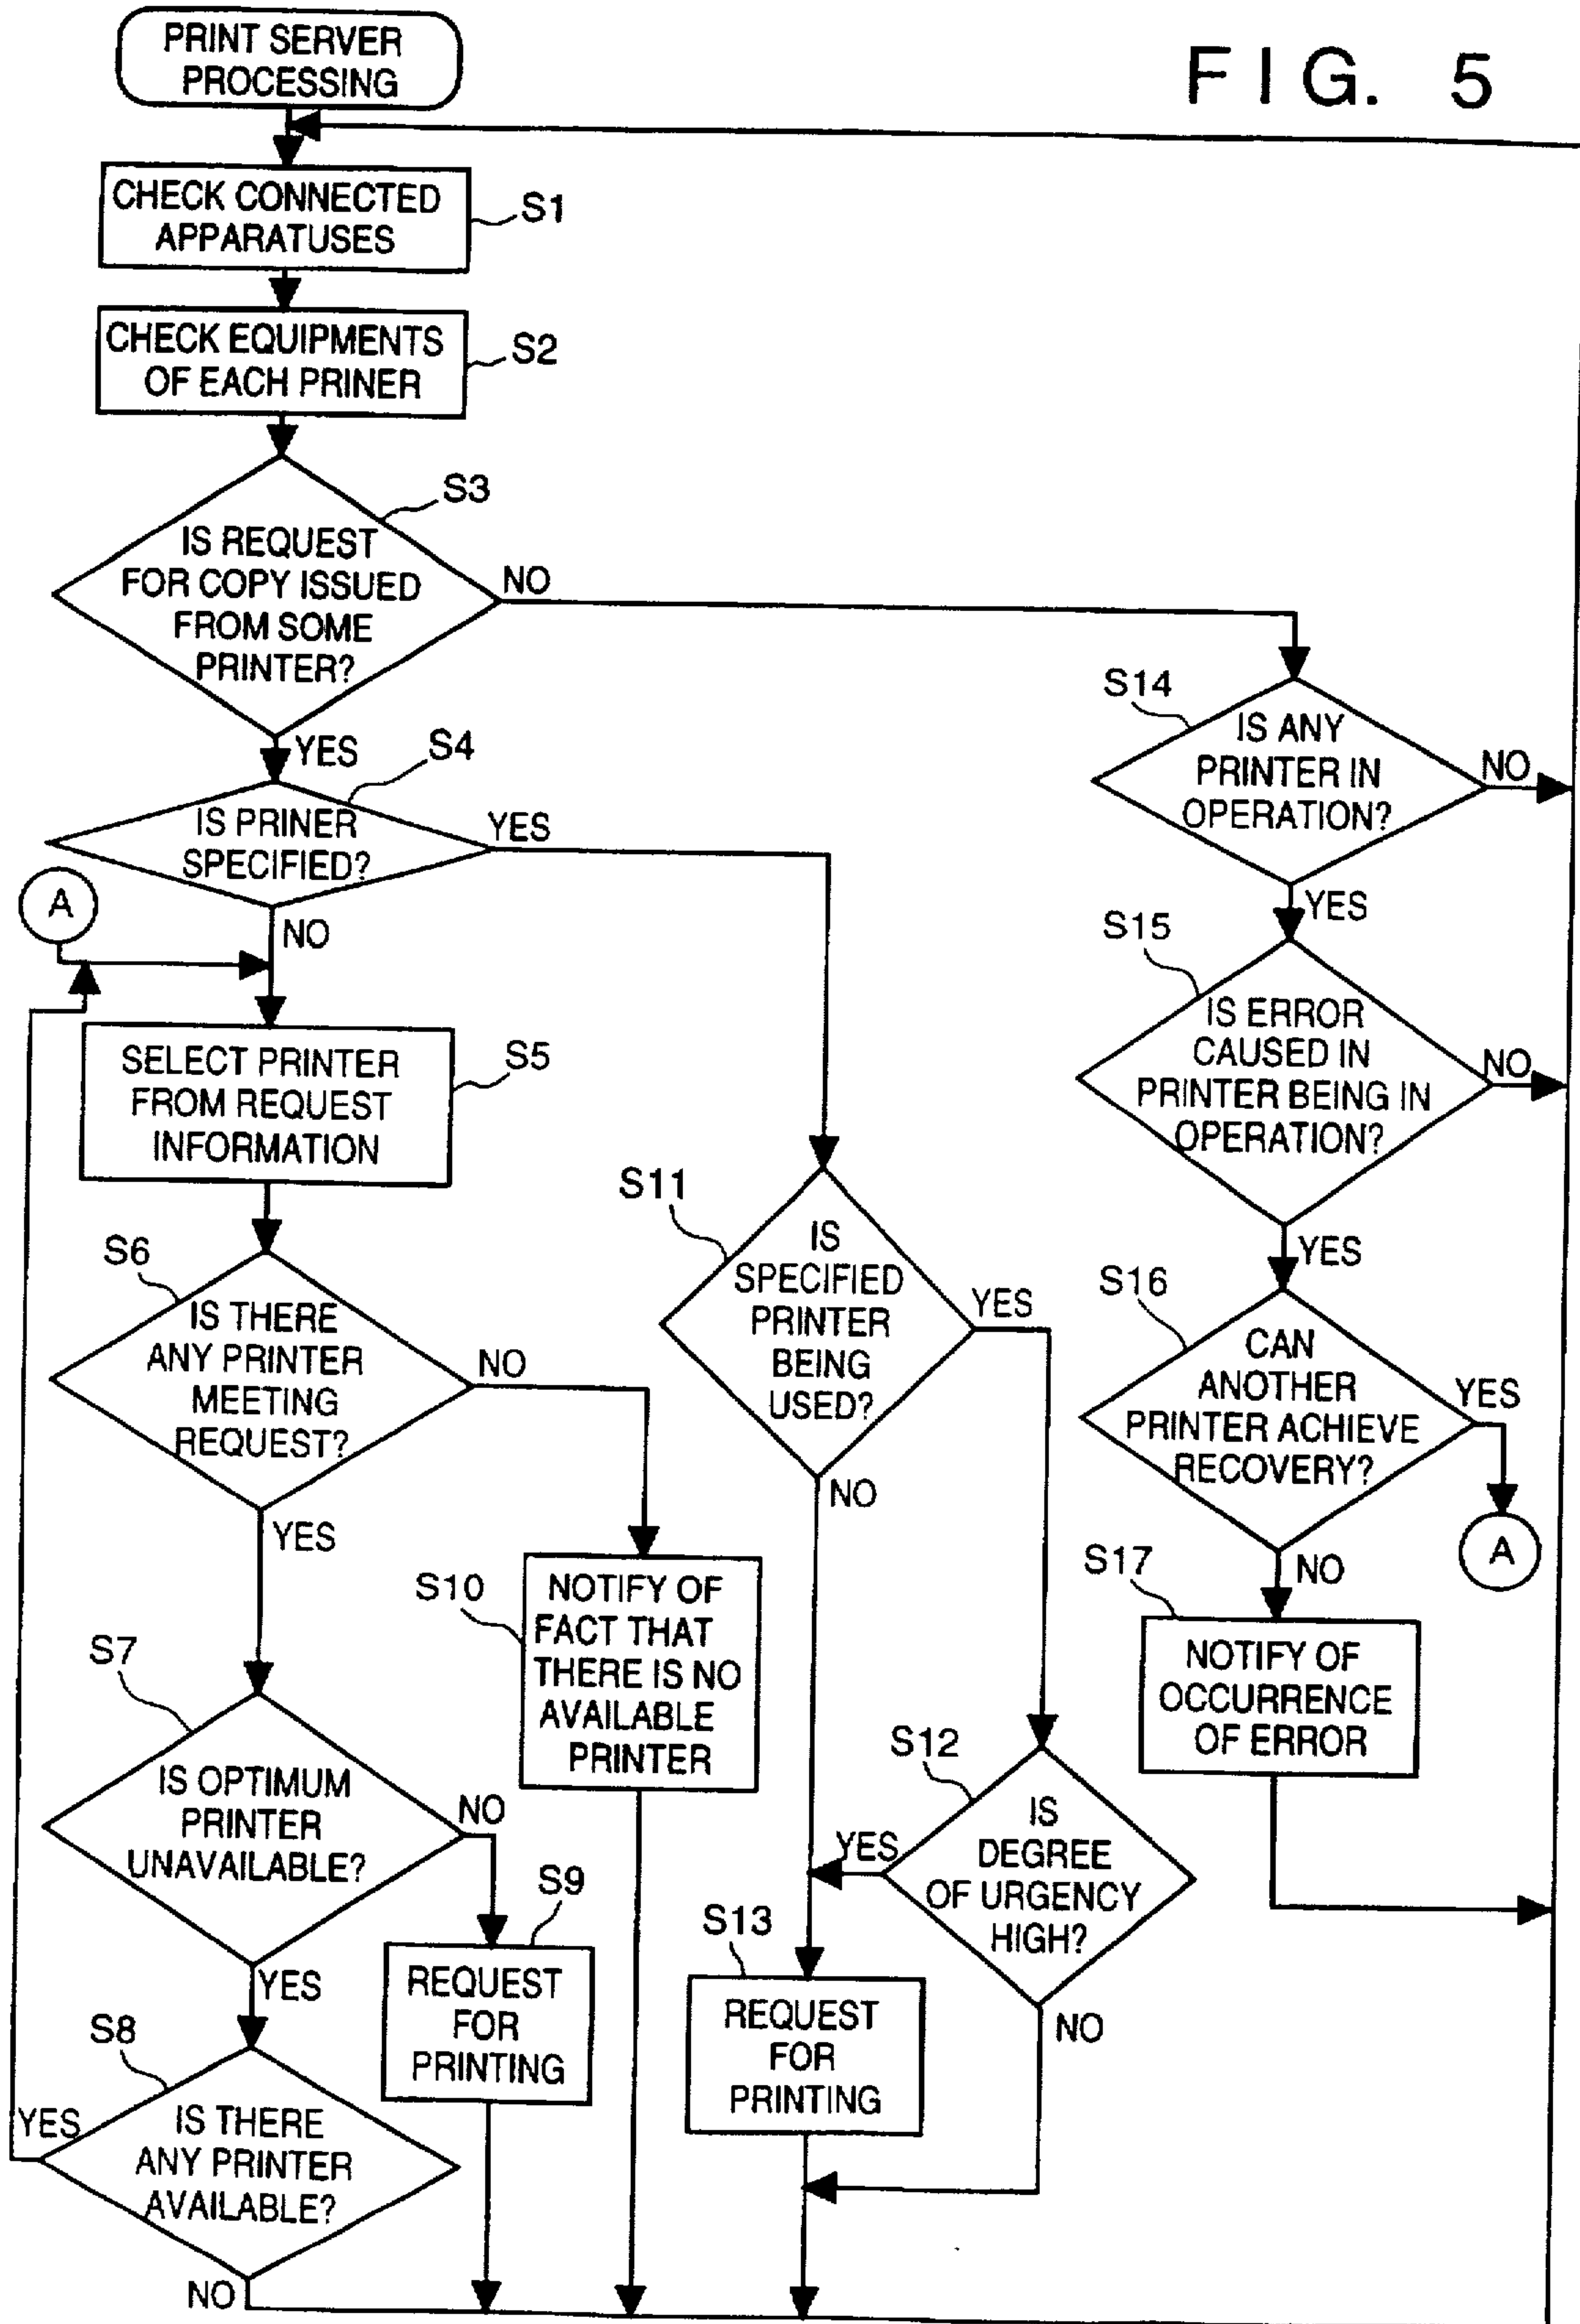 PRINT SERVER
PROCESSING
F I G. 5
CHECK CONNECTED
APPARATUSES
S1
CHECK EQUIPMENTS
OF EACH PRINER
S2
S3
IS REQUEST
FOR COPY ISSUED
FROM SOME
PRINTER?
NO
YES
S4
IS PRINER
SPECIFIED?
YES
NO
A
SELECT PRINTER
FROM REQUEST
INFORMATION
S5
S6
IS THERE
ANY PRINTER
MEETING
REQUEST?
NO
YES
S7
IS OPTIMUM
PRINTER
UNAVAILABLE?
NO
YES
S8
IS THERE
ANY PRINTER
AVAILABLE?
YES
NO
S9
REQUEST
FOR
PRINTING
S10
NOTIFY OF
FACT THAT
THERE IS NO
AVAILABLE
PRINTER
S11
IS
SPECIFIED
PRINTER
BEING
USED?
YES
NO
S12
IS
DEGREE
OF URGENCY
HIGH?
YES
NO
S13
REQUEST
FOR
PRINTING
S14
IS ANY
PRINTER IN
OPERATION?
NO
YES
S15
IS ERROR
CAUSED IN
PRINTER BEING IN
OPERATION?
NO
YES
S16
CAN
ANOTHER
PRINTER ACHIEVE
RECOVERY?
YES
A
NO
S17
NOTIFY OF
OCCURRENCE
OF ERROR